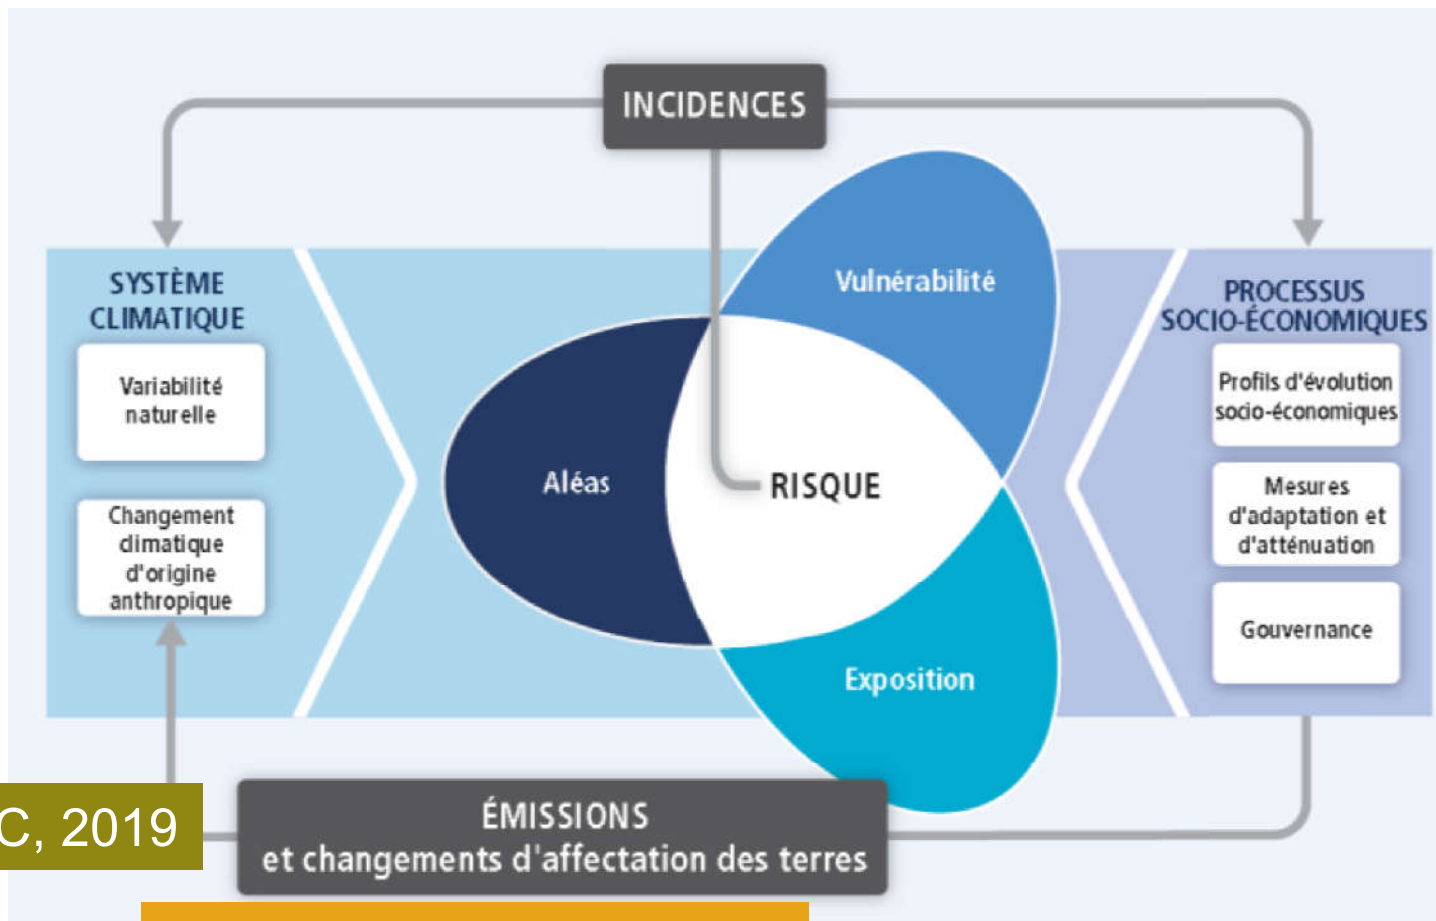 INCIDENCES
SYSTÈME
CLIMATIQUE
Variabilité
naturelle
Changement
climatique
d'origine
anthropique
Vulnérabilité
Aléas
RISQUE
Exposition
PROCESSUS
SOCIO-ÉCONOMIQUES
Profils d'évolution
socio-économiques
Mesures
d'adaptation et
d'atténuation
Gouvernance
C, 2019
ÉMISSIONS
et changements d'affectation des terres